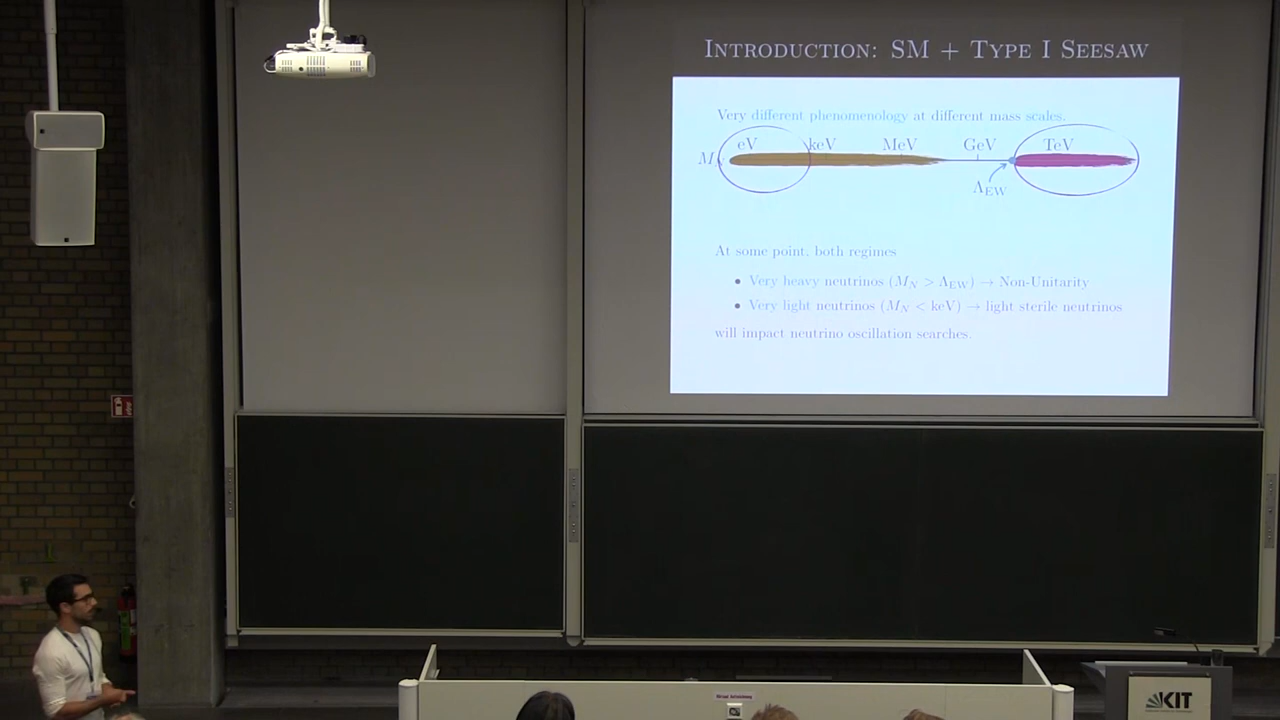 INTRODUCTION: SM + TYPE I SEESAW
Very different phenomenology at different mass scales.
eV keV MeV GeV TeV
M
Λ_EW
At some point, both regimes
• Very heavy neutrinos (M_N > Λ_EW) → Non-Unitarity
• Very light neutrinos (M_N < keV) → light sterile neutrinos
will impact neutrino oscillation searches.
KIT